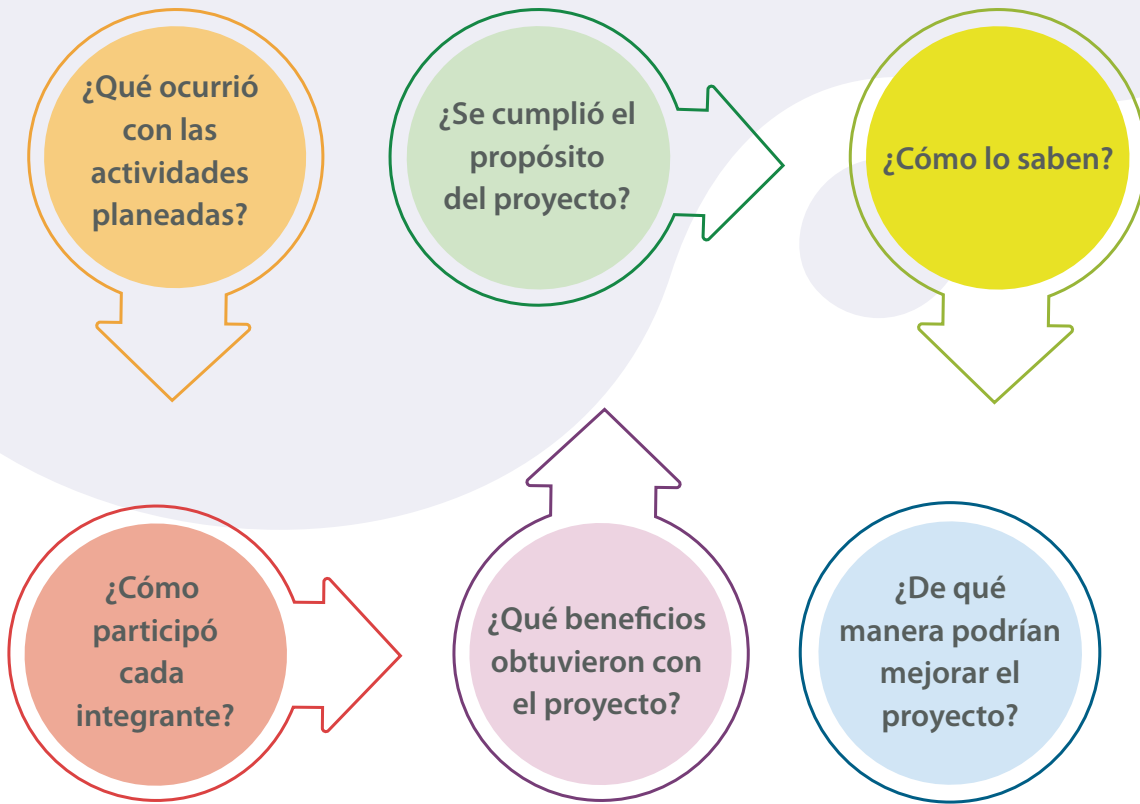 ¿Qué ocurrió
con las
actividades
planeadas?
¿Cómo
participó
cada
integrante?
¿Qué beneficios
obtuvieron con
el proyecto?
¿Se cumplió el
propósito
del proyecto?
¿Cómo lo saben?
¿De qué
manera podrían
mejorar el
proyecto?